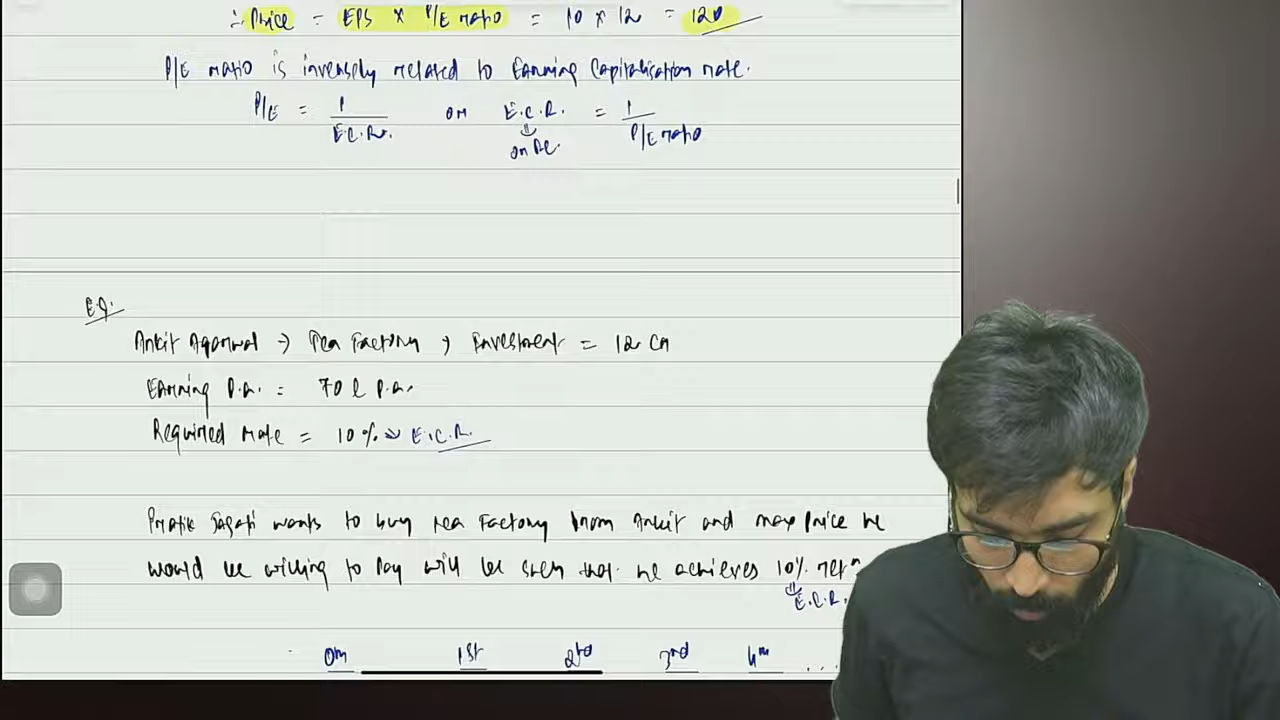 ∴ Price = EPS × P/E ratio = 10 × 12 = 120
P/E ratio is inversely related to Earning Capitalisation rate.
P/E = 1 / E.C.R. or E.C.R. = 1 / P/E ratio
or Ke.
EQ.
Ankit Agarwal → Tea Factory, Investment = 12 Cr
Earning P.a. = 70 l P.a.
Required rate = 10% → E.C.R.
Pratik Jagati wants to buy tea Factory from Ankit and max Price he
would be willing to Pay will be such that he achieves 10%
E.C.R.
0th 1st 2nd 3rd 4th ...